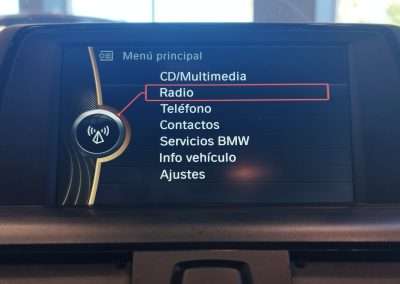 Menú principal
CD/Multimedia
Radio
Teléfono
Contactos
Servicios BMW
Info vehículo
Ajustes